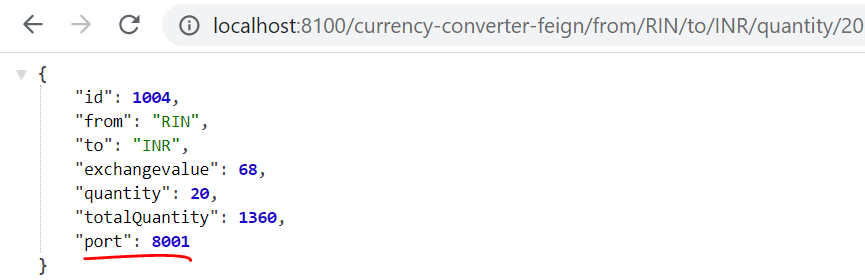 localhost:8100/currency-converter-feign/from/RIN/to/INR/quantity/20
{
"id": 1004,
"from": "RIN",
"to": "INR",
"exchangevalue": 68,
"quantity": 20,
"totalQuantity": 1360,
"port": 8001
}